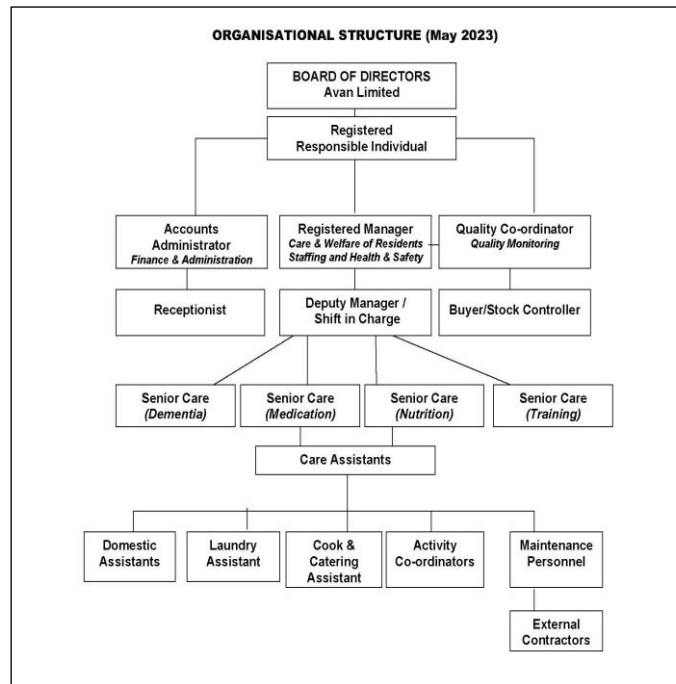 ORGANISATIONAL STRUCTURE (May 2023)
BOARD OF DIRECTORS
Avan Limited
Registered
Responsible Individual
Accounts
Administrator
Finance & Administration
Registered Manager
Care & Welfare of Residents
Staffing and Health & Safety
Quality Co-ordinator
Quality Monitoring
Receptionist
Deputy Manager /
Shift in Charge
Buyer/Stock Controller
Senior Care
(Dementia)
Senior Care
(Medication)
Senior Care
(Nutrition)
Senior Care
(Training)
Care Assistants
Domestic
Assistants
Laundry
Assistant
Cook &
Catering
Assistant
Activity
Co-ordinators
Maintenance
Personnel
External
Contractors